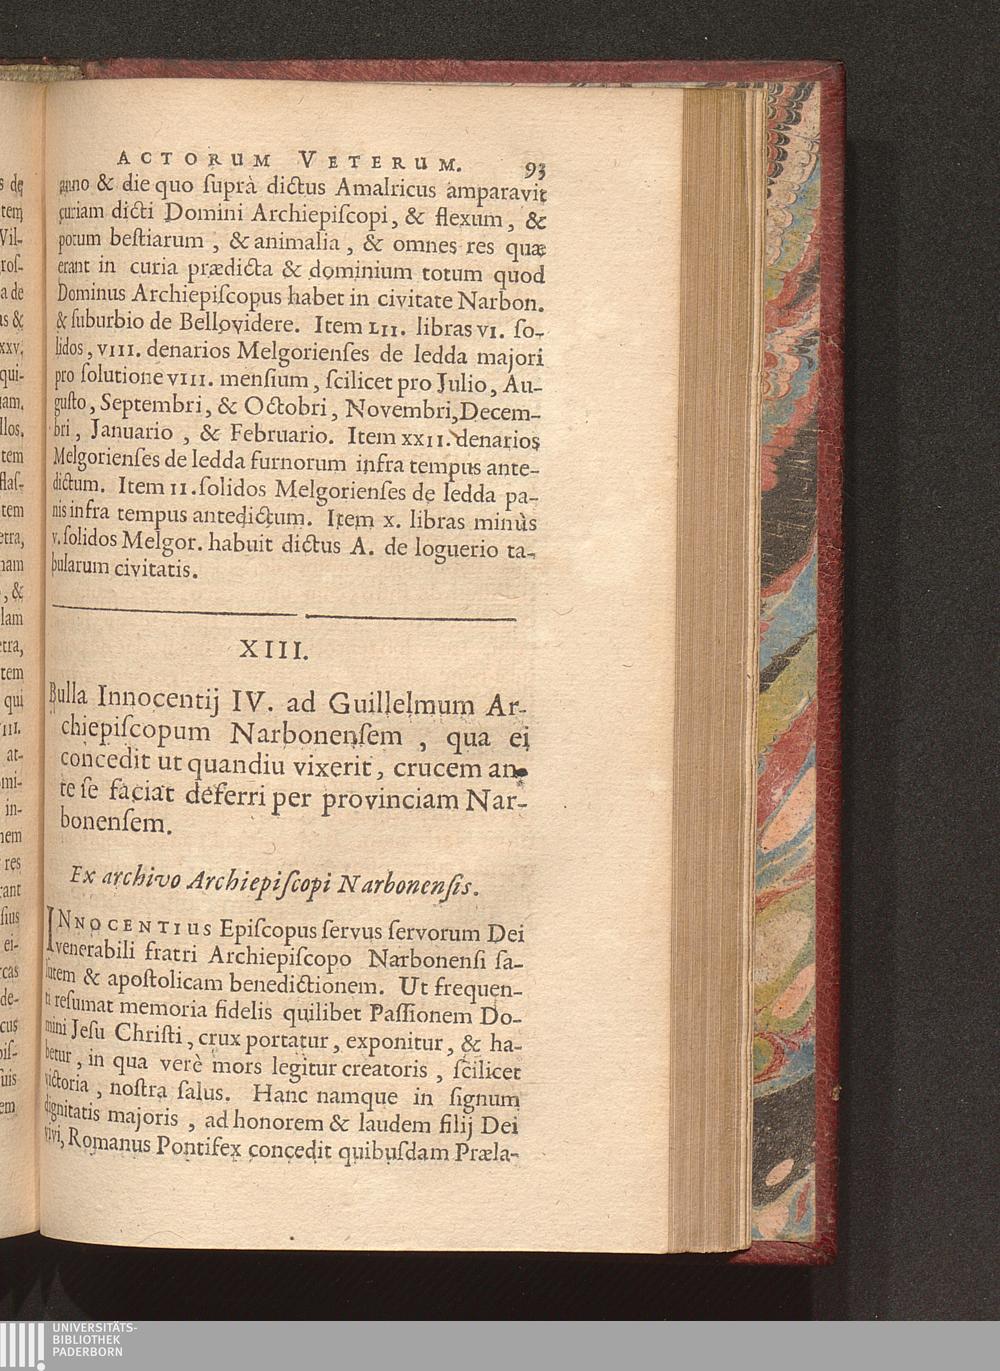 ACTORUM VETERUM. 93
anno & die quo ſuprà dictus Amalricus amparavit
curiam dicti Domini Archiepiſcopi, & flexum, &
potum beſtiarum, & animalia, & omnes res quæ
erant in curia prædicta & dominium totum quod
Dominus Archiepiſcopus habet in civitate Narbon.
& ſuburbio de Bellovidere. Item LII. libras VI. ſo-
lidos, VIII. denarios Melgorienſes de ledda majori
pro ſolutione VIII. menſium, ſcilicet pro Julio, Au-
guſto, Septembri, & Octobri, Novembri, Decem-
bri, Januario, & Februario. Item XXII. denarios
Melgorienſes de ledda furnorum infra tempus ante-
dictum. Item II. ſolidos Melgorienſes de ledda pa-
nis infra tempus antedictum. Item X. libras minùs
V. ſolidos Melgor. habuit dictus A. de loguerio ta-
bularum civitatis.
XIII.
Bulla Innocentij IV. ad Guillelmum Ar-
chiepiſcopum Narbonenſem, qua ei
concedit ut quandiu vixerit, crucem an-
te ſe faciat deferri per provinciam Nar-
bonenſem.
Ex archivo Archiepiſcopi Narbonenſis.
INNOCENTIUS Epiſcopus ſervus ſervorum Dei
venerabili fratri Archiepiſcopo Narbonenſi ſa-
lutem & apoſtolicam benedictionem. Ut frequen-
ti reſumat memoria fidelis quilibet Paſſionem Do-
mini Jeſu Chriſti, crux portatur, exponitur, & ha-
betur, in qua verè mors legitur creatoris, ſcilicet
victoria, noſtra ſalus. Hanc namque in ſignum
dignitatis majoris, ad honorem & laudem filij Dei
vivi, Romanus Pontifex concedit quibuſdam Præla-
UNIVERSITÄTS-
BIBLIOTHEK
PADERBORN